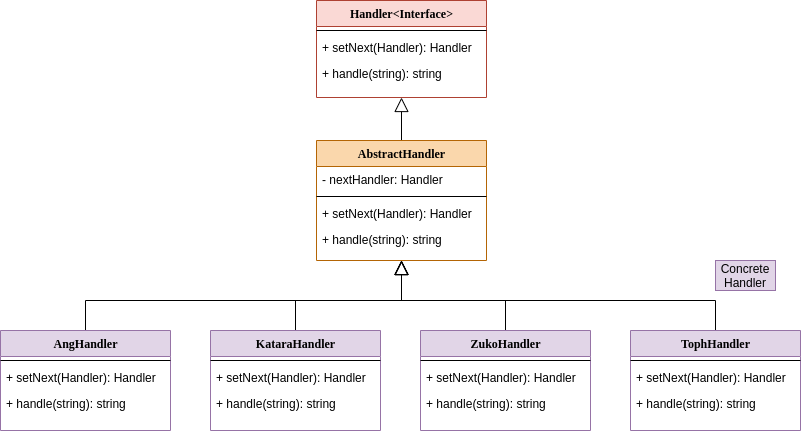 Handler<Interface>
+ setNext(Handler): Handler
+ handle(string): string
AbstractHandler
- nextHandler: Handler
+ setNext(Handler): Handler
+ handle(string): string
Concrete
Handler
AngHandler
+ setNext(Handler): Handler
+ handle(string): string
KataraHandler
+ setNext(Handler): Handler
+ handle(string): string
ZukoHandler
+ setNext(Handler): Handler
+ handle(string): string
TophHandler
+ setNext(Handler): Handler
+ handle(string): string